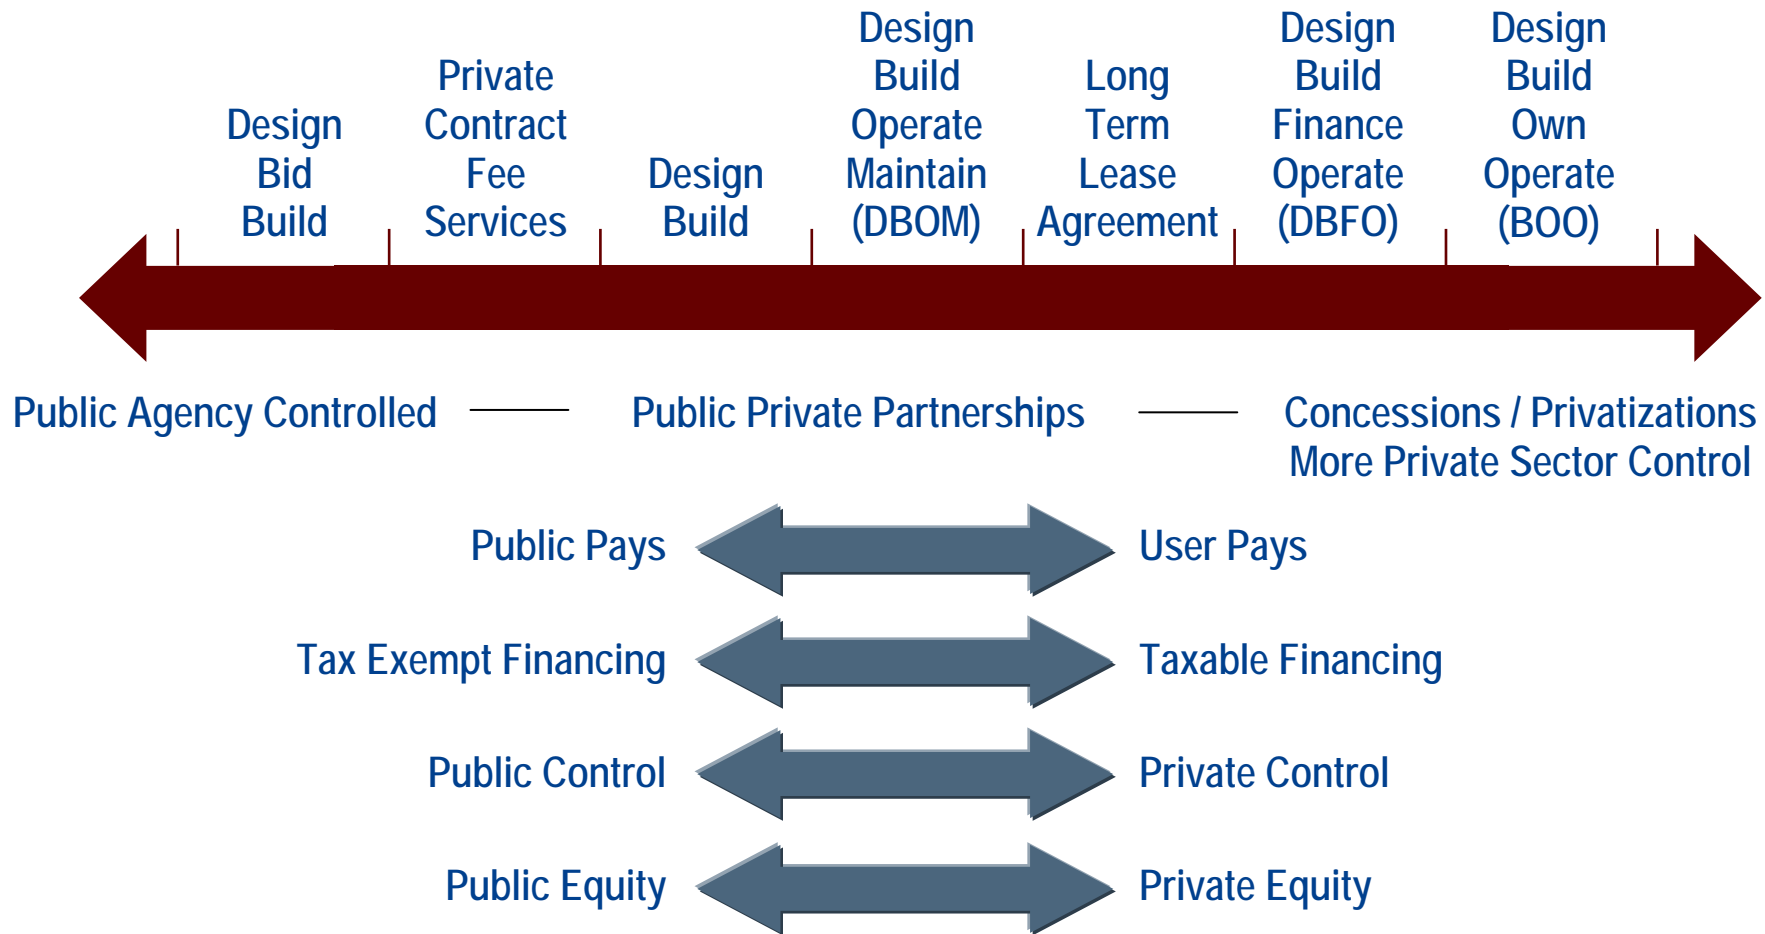 Design
Bid
Build
Private
Contract
Fee
Services
Design
Build
Design
Build
Operate
Maintain
(DBOM)
Long
Term
Lease
Agreement
Design
Build
Finance
Operate
(DBFO)
Design
Build
Own
Operate
(BOO)
Public Agency Controlled
Public Private Partnerships
Concessions / Privatizations
More Private Sector Control
Public Pays
User Pays
Tax Exempt Financing
Taxable Financing
Public Control
Private Control
Public Equity
Private Equity